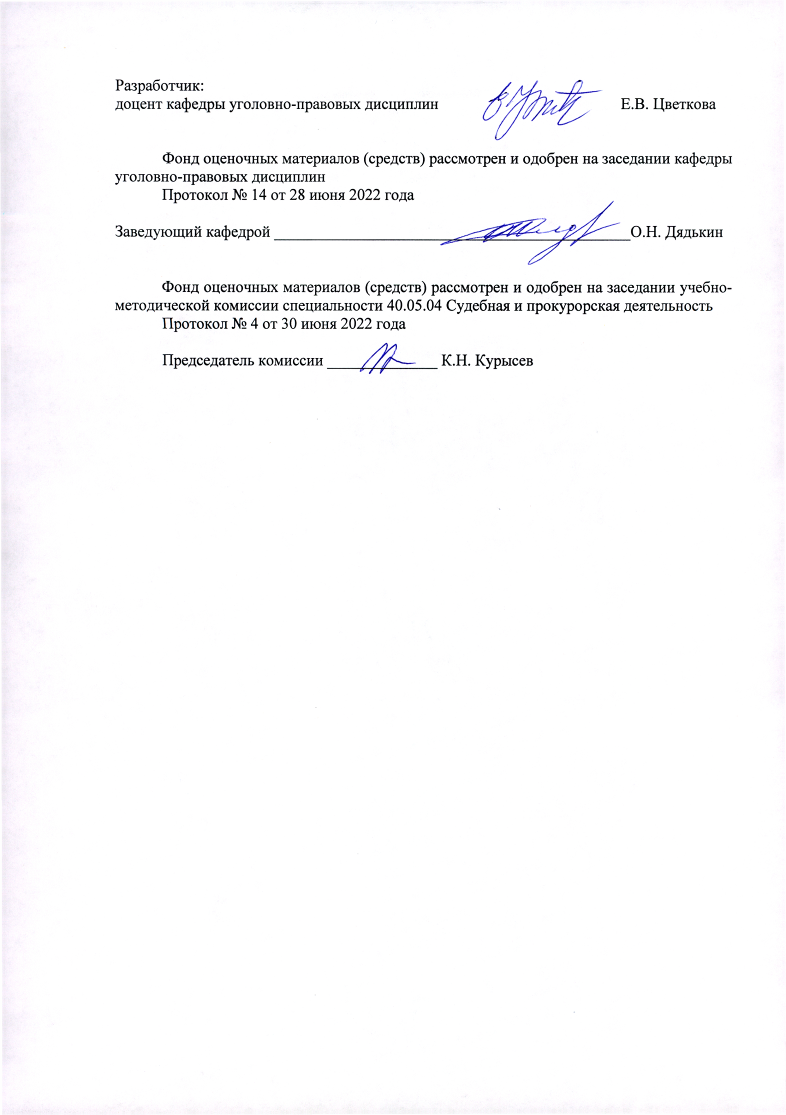 Разработчик:
доцент кафедры уголовно-правовых дисциплин Е.В. Цветкова
Фонд оценочных материалов (средств) рассмотрен и одобрен на заседании кафедры
уголовно-правовых дисциплин
Протокол № 14 от 28 июня 2022 года
Заведующий кафедрой О.Н. Дядькин
Фонд оценочных материалов (средств) рассмотрен и одобрен на заседании учебно-
методической комиссии специальности 40.05.04 Судебная и прокурорская деятельность
Протокол № 4 от 30 июня 2022 года
Председатель комиссии К.Н. Курысев